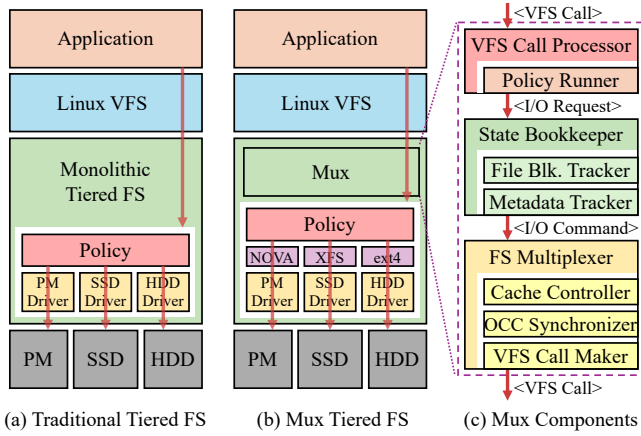 Application
Linux VFS
Monolithic
Tiered FS
Policy
PM
Driver
SSD
Driver
HDD
Driver
PM
SSD
HDD
(a) Traditional Tiered FS
Application
Linux VFS
Mux
Policy
NOVA
XFS
ext4
PM
Driver
SSD
Driver
HDD
Driver
PM
SSD
HDD
(b) Mux Tiered FS
<VFS Call>
VFS Call Processor
Policy Runner
<I/O Request>
State Bookkeeper
File Blk. Tracker
Metadata Tracker
<I/O Command>
FS Multiplexer
Cache Controller
OCC Synchronizer
VFS Call Maker
<VFS Call>
(c) Mux Components